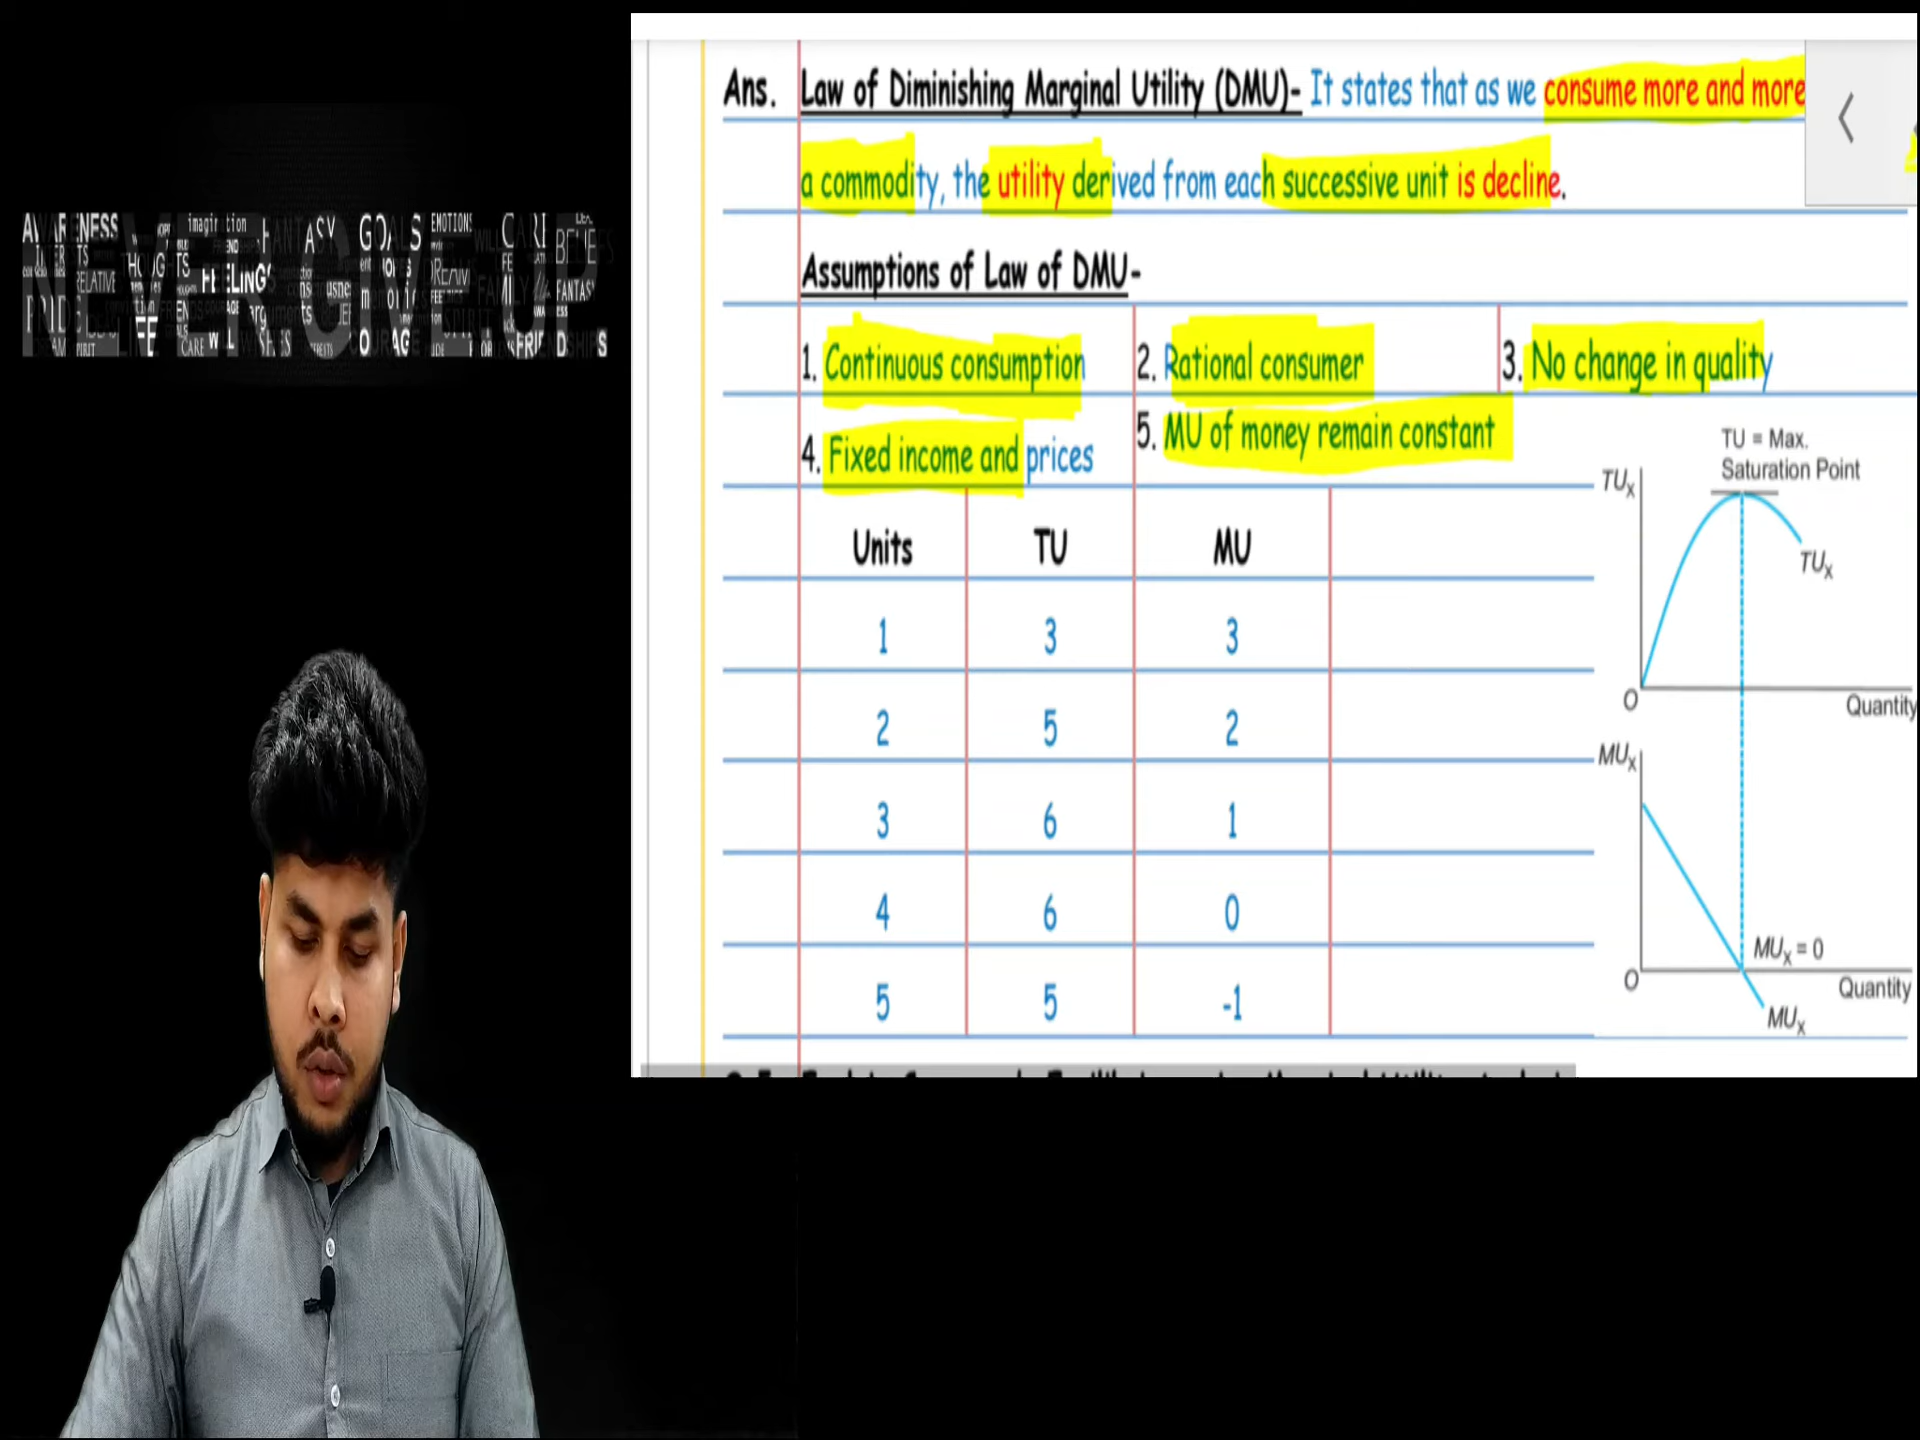 NEVER GIVE UP.
Ans. Law of Diminishing Marginal Utility (DMU)- It states that as we consume more and more
a commodity, the utility derived from each successive unit is decline.
Assumptions of Law of DMU-
1. Continuous consumption 2. Rational consumer 3. No change in quality
4. Fixed income and prices 5. MU of money remain constant
Units TU MU
1 3 3
2 5 2
3 6 1
4 6 0
5 5 -1
TU = Max.
Saturation Point
TUx
TUx
O
Quantity
MUx
MUx = 0
O
Quantity
MUx